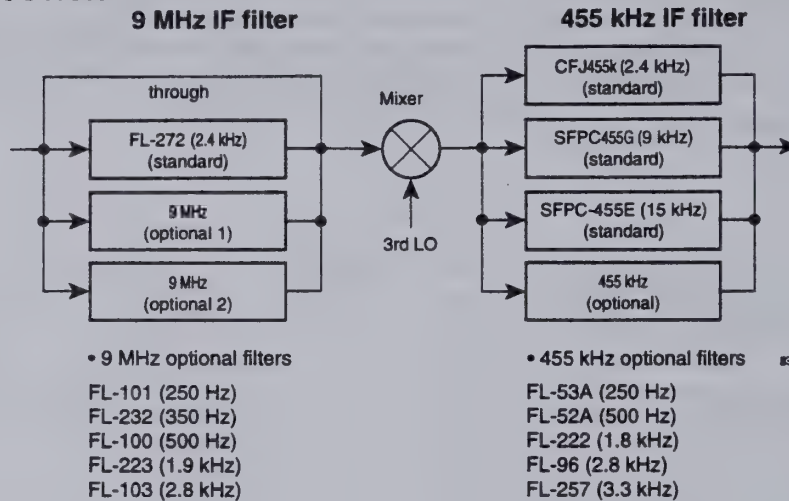 9 MHz IF filter
455 kHz IF filter
through
FL-272 (2.4 kHz)
(standard)
9 MHz
(optional 1)
9 MHz
(optional 2)
Mixer
3rd LO
CFJ455k (2.4 kHz)
(standard)
SFPC455G (9 kHz)
(standard)
SFPC-455E (15 kHz)
(standard)
455 kHz
(optional)
• 9 MHz optional filters
FL-101 (250 Hz)
FL-232 (350 Hz)
FL-100 (500 Hz)
FL-223 (1.9 kHz)
FL-103 (2.8 kHz)
• 455 kHz optional filters
FL-53A (250 Hz)
FL-52A (500 Hz)
FL-222 (1.8 kHz)
FL-96 (2.8 kHz)
FL-257 (3.3 kHz)